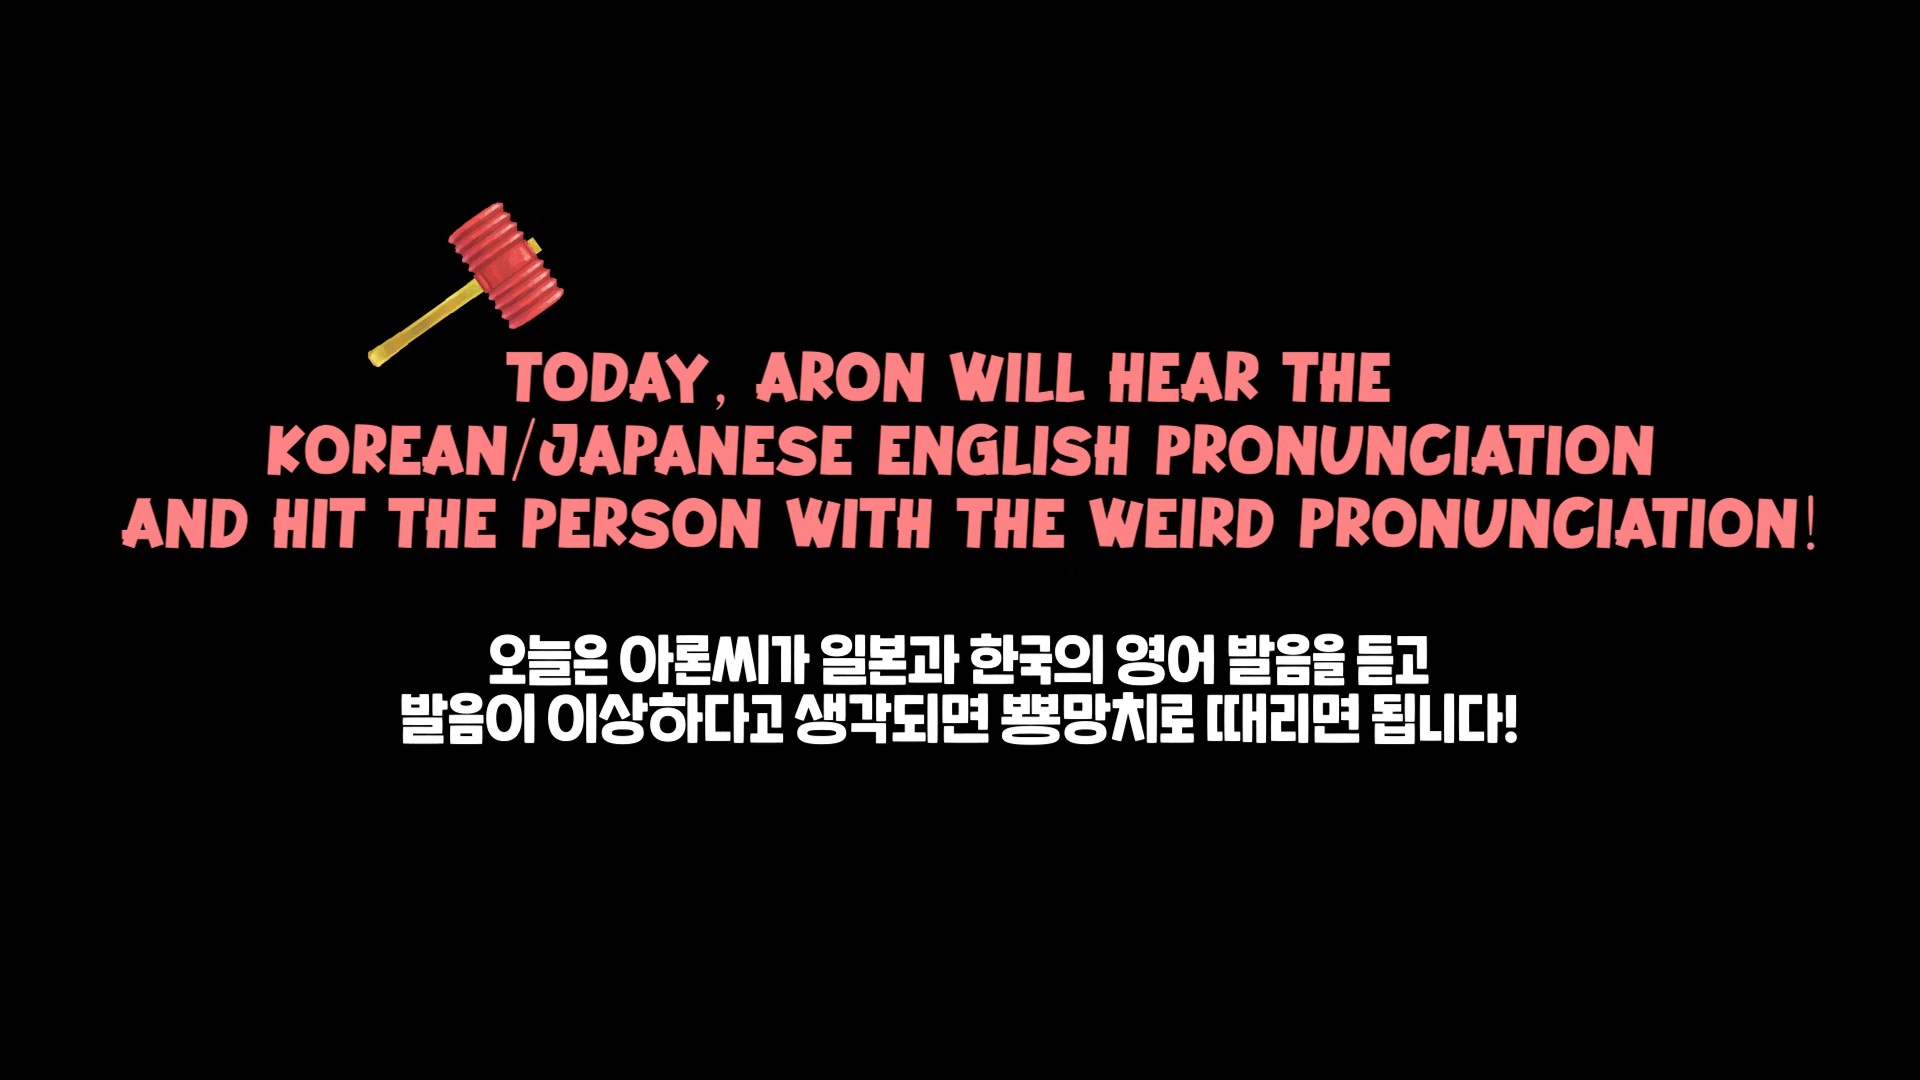 TODAY, ARON WILL HEAR THE
KOREAN/JAPANESE ENGLISH PRONUNCIATION
AND HIT THE PERSON WITH THE WEIRD PRONUNCIATION!
오늘은 아론씨가 일본과 한국의 영어 발음을 듣고
발음이 이상하다고 생각되면 뿅망치로 때리면 됩니다!